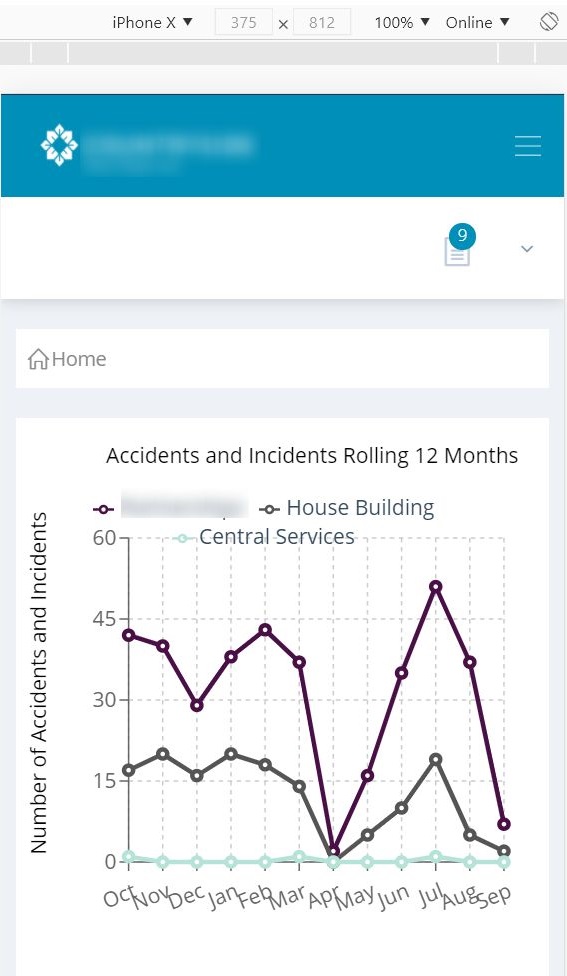 iPhone X ▼ 375 × 812 100% ▼ Online ▼
9
Home
Accidents and Incidents Rolling 12 Months
House Building
Central Services
Number of Accidents and Incidents
60
45
30
15
0
Oct Nov Dec Jan Feb Mar Apr May Jun Jul Aug Sep